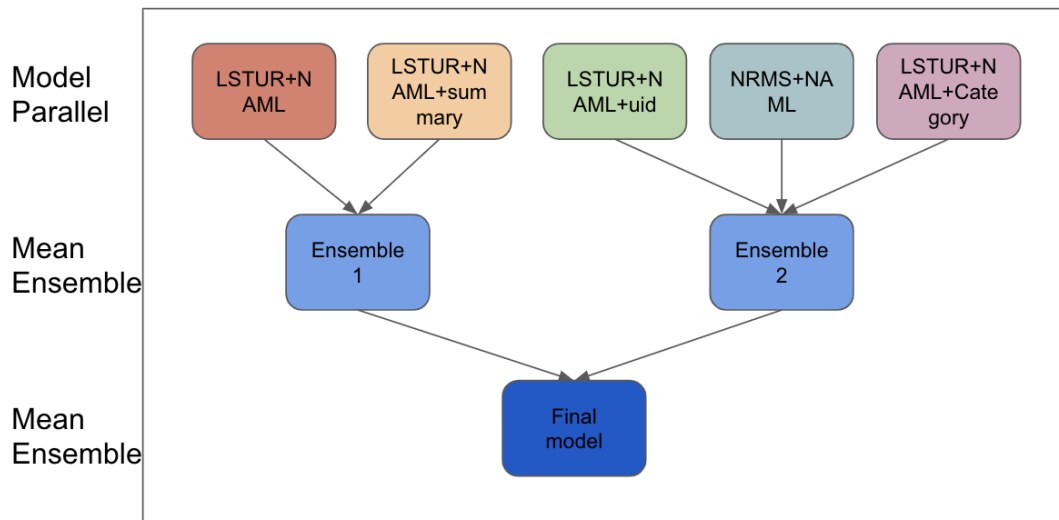 Model
Parallel
LSTUR+N
AML
LSTUR+N
AML+sum
mary
LSTUR+N
AML+uid
NRMS+NA
ML
LSTUR+N
AML+Cate
gory
Mean
Ensemble
Ensemble
1
Ensemble
2
Mean
Ensemble
Final
model